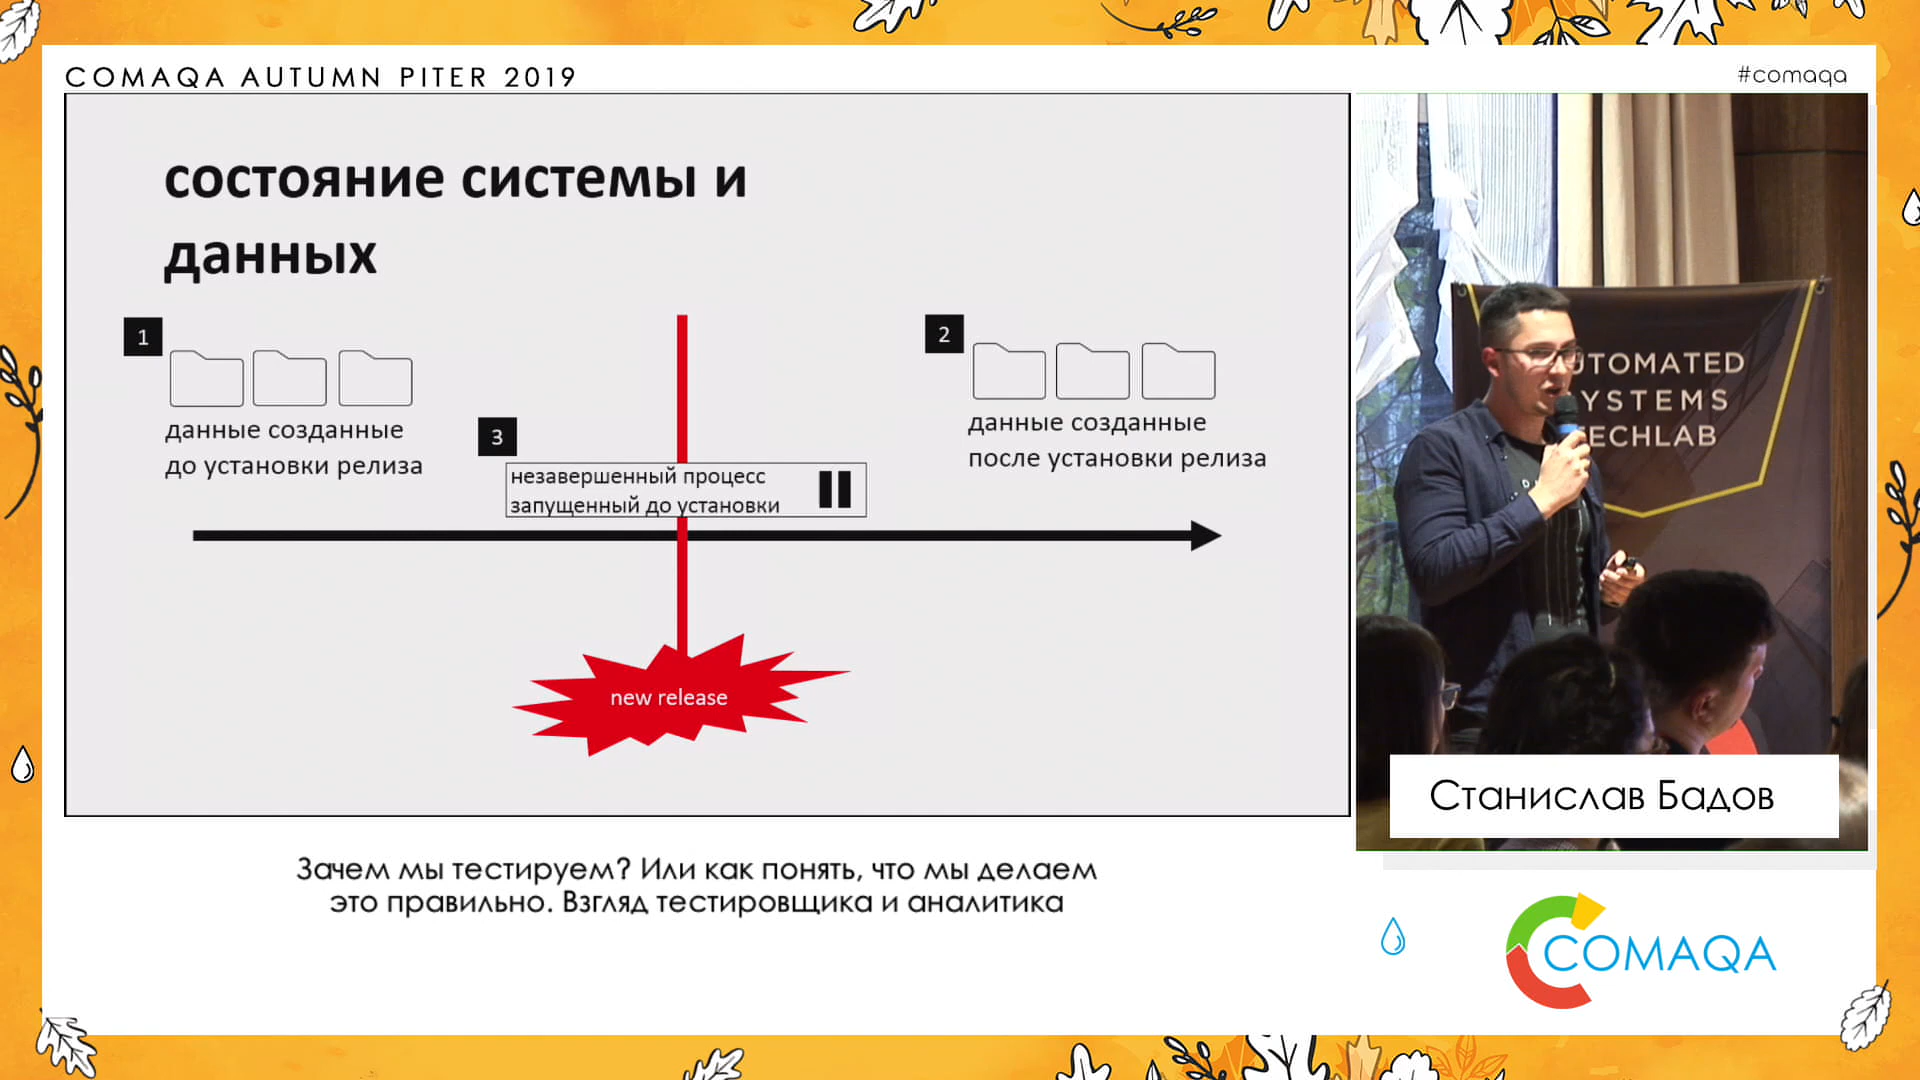 COMAQA AUTUMN PITER 2019
#comaqa
состояние системы и
данных
1
данные созданные
до установки релиза
2
данные созданные
после установки релиза
3
незавершенный процесс
запущенный до установки
new release
UTOMATED
YSTEMS
ECHLAB
Станислав Бадов
Зачем мы тестируем? Или как понять, что мы делаем
это правильно. Взгляд тестировщика и аналитика
COMAQA